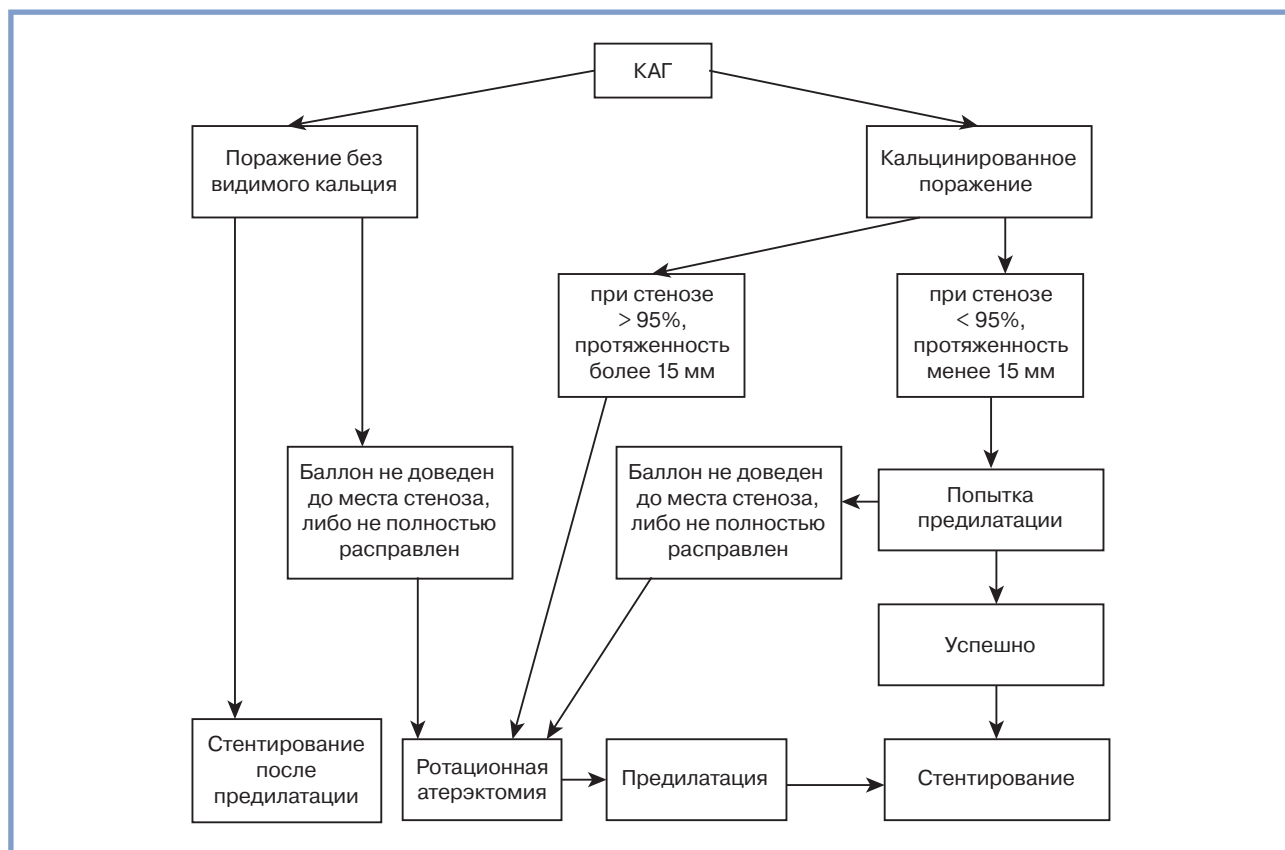 КАГ
Поражение без
видимого кальция
Кальцинированное
поражение
при стенозе
> 95%,
протяженность
более 15 мм
при стенозе
< 95%,
протяженность
менее 15 мм
Баллон не доведен
до места стеноза,
либо не полностью
расправлен
Баллон не доведен
до места стеноза,
либо не полностью
расправлен
Попытка
предилатации
Успешно
Стентирование
после
предилатации
Ротационная
атерэктомия
Предилатация
Стентирование